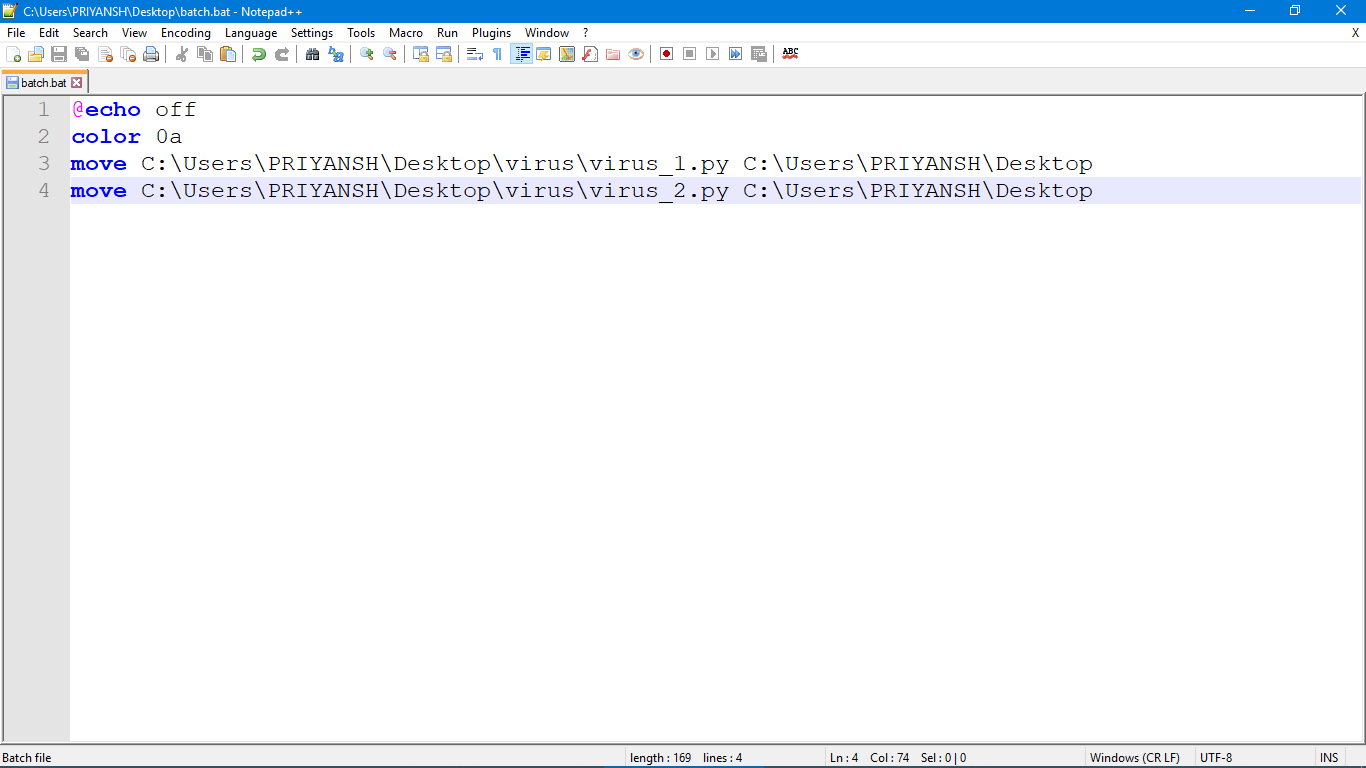 C:\Users\PRIYANSH\Desktop\batch.bat - Notepad++
File Edit Search View Encoding Language Settings Tools Macro Run Plugins Window ? X
ABC
batch.bat
1 @echo off
2 color 0a
3 move C:\Users\PRIYANSH\Desktop\virus\virus_1.py C:\Users\PRIYANSH\Desktop
4 move C:\Users\PRIYANSH\Desktop\virus\virus_2.py C:\Users\PRIYANSH\Desktop
Batch file length : 169 lines : 4 Ln : 4 Col : 74 Sel : 0 | 0 Windows (CR LF) UTF-8 INS